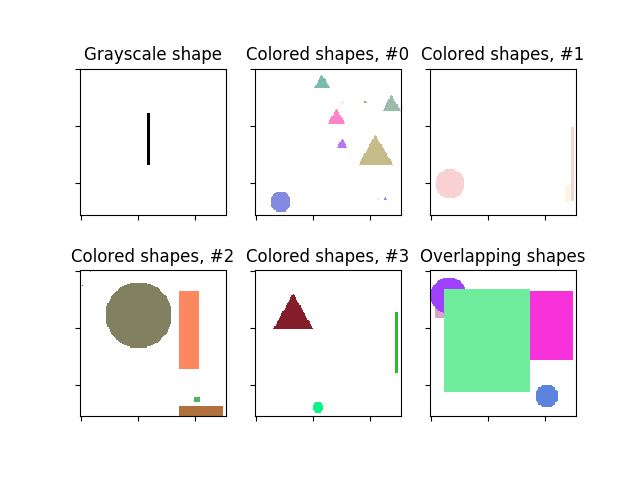 Grayscale shape
Colored shapes, #0
Colored shapes, #1
Colored shapes, #2
Colored shapes, #3
Overlapping shapes